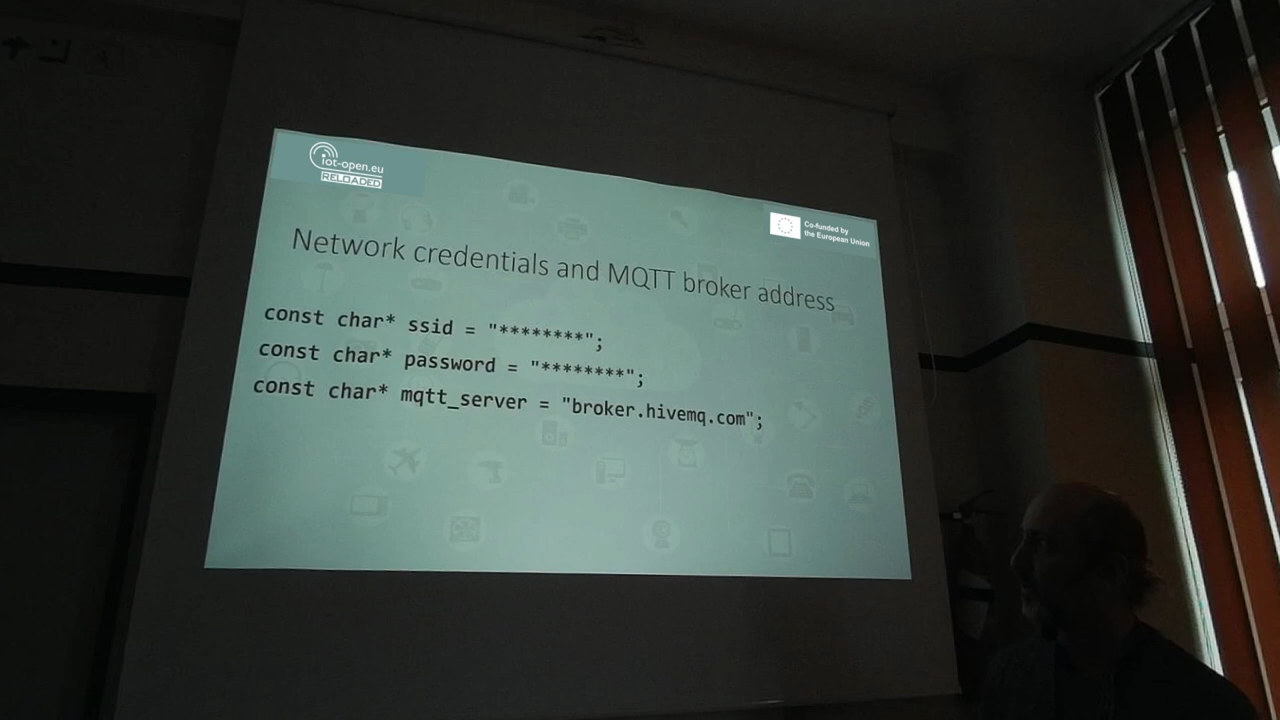 iot-open.eu
RELOADED
Co-funded by
the European Union
Network credentials and MQTT broker address
const char* ssid = "********";
const char* password = "********";
const char* mqtt_server = "broker.hivemq.com";